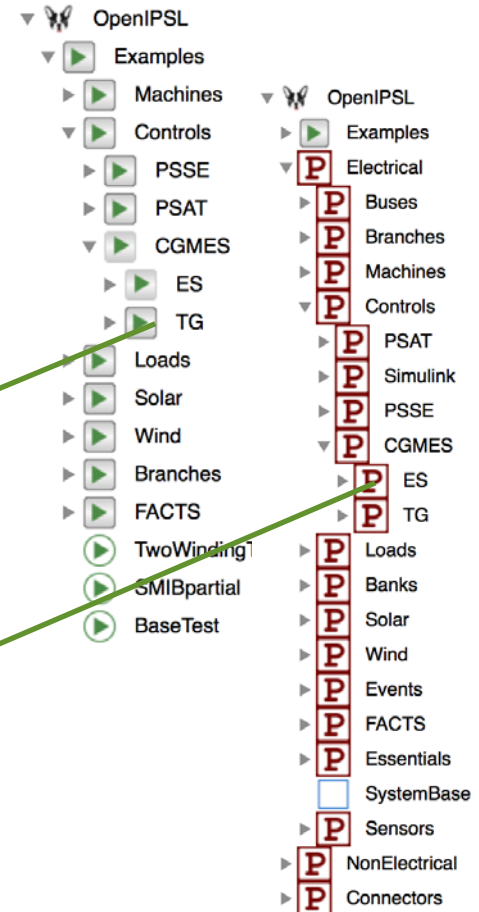 OpenIPSL
Examples
Machines
Controls
PSSE
PSAT
CGMES
ES
TG
Loads
Solar
Wind
Branches
FACTS
TwoWindingT
SMIBpartial
BaseTest
OpenIPSL
Examples
P Electrical
P Buses
P Branches
P Machines
P Controls
P PSAT
P Simulink
P PSSE
P CGMES
P ES
P TG
P Loads
P Banks
P Solar
P Wind
P Events
P FACTS
P Essentials
SystemBase
P Sensors
P NonElectrical
P Connectors